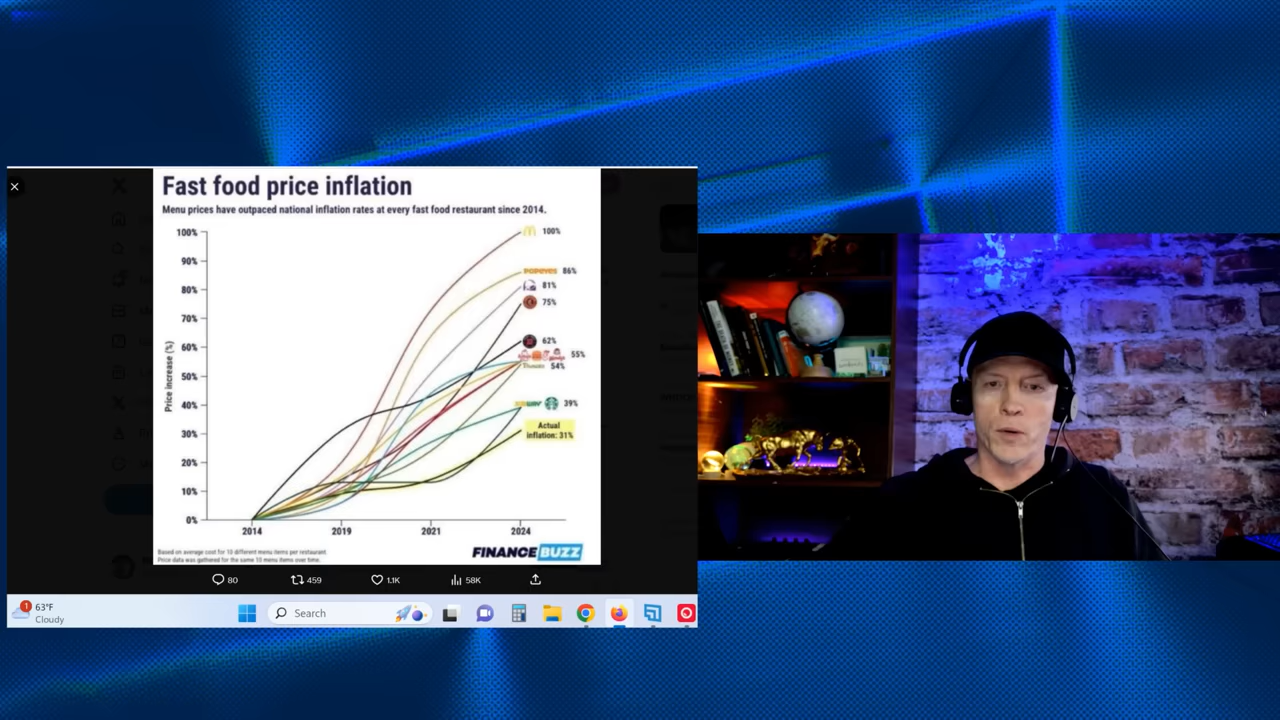 Fast food price inflation
Menu prices have outpaced national inflation rates at every fast food restaurant since 2014.
Price increase (%)
100%
90%
80%
70%
60%
50%
40%
30%
20%
10%
0%
2014
2019
2021
2024
100%
POPEYES 86%
81%
75%
62%
55%
54%
SUBWAY 39%
Actual
inflation: 31%
Based on average cost for 10 different menu items per restaurant.
Price data was gathered for the same 10 menu items over time.
FINANCE BUZZ
80
459
1.1K
58K
1
63°F
Cloudy
Search